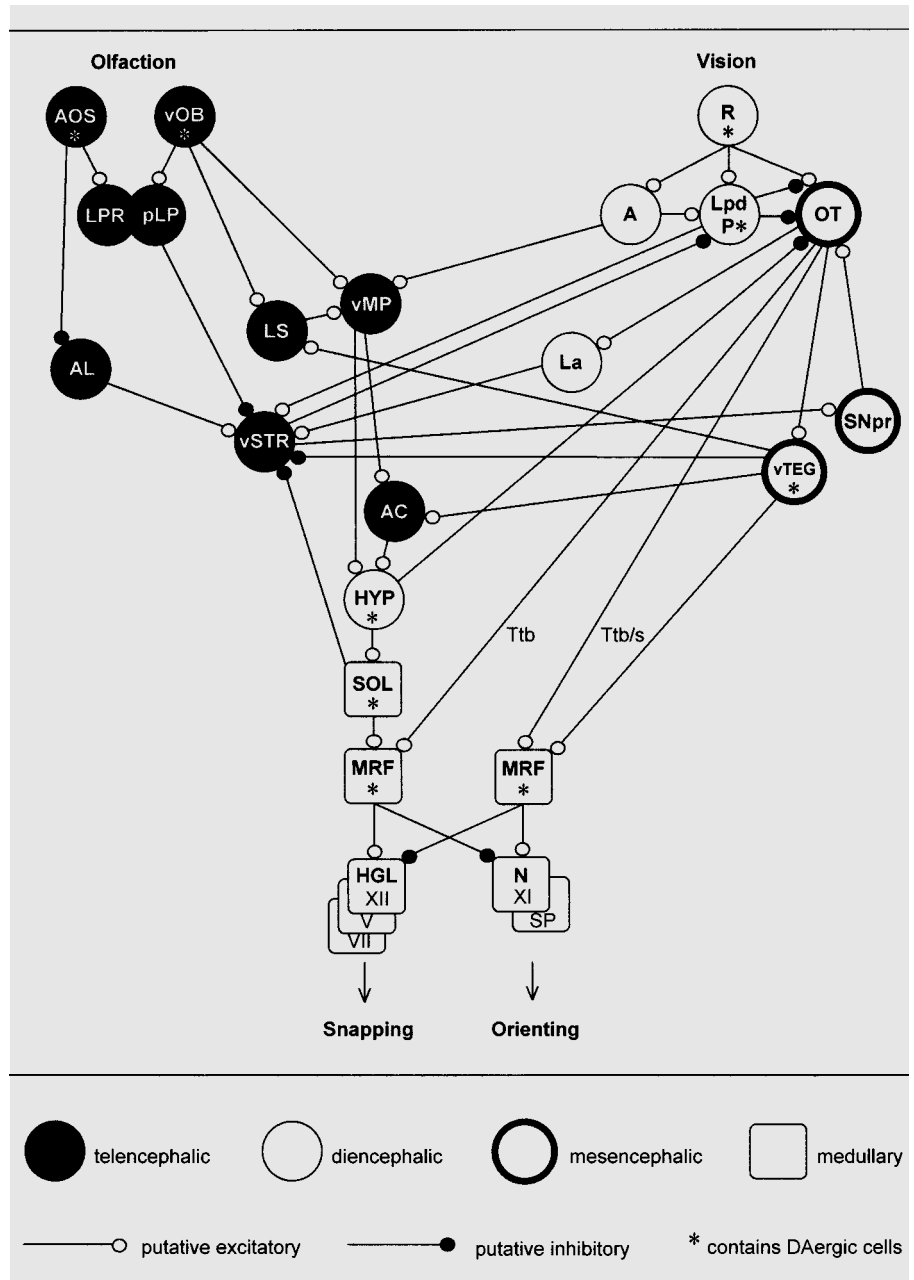 Olfaction Vision
AOS
*
vOB
*
R
*
LPR pLP
A
Lpd
P*
OT
vMP
LS
AL
La
vSTR
SNpr
vTEG
*
AC
HYP
*
Ttb Ttb/s
SOL
*
MRF
*
MRF
*
HGL
XII
V
VII
N
XI
SP
Snapping Orienting
telencephalic diencephalic mesencephalic medullary
putative excitatory putative inhibitory * contains DAergic cells